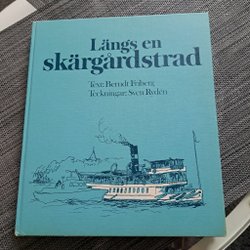 Längs en
skärgårdstrad
Text: Berndt Friberg
Teckningar: Sven Rydén